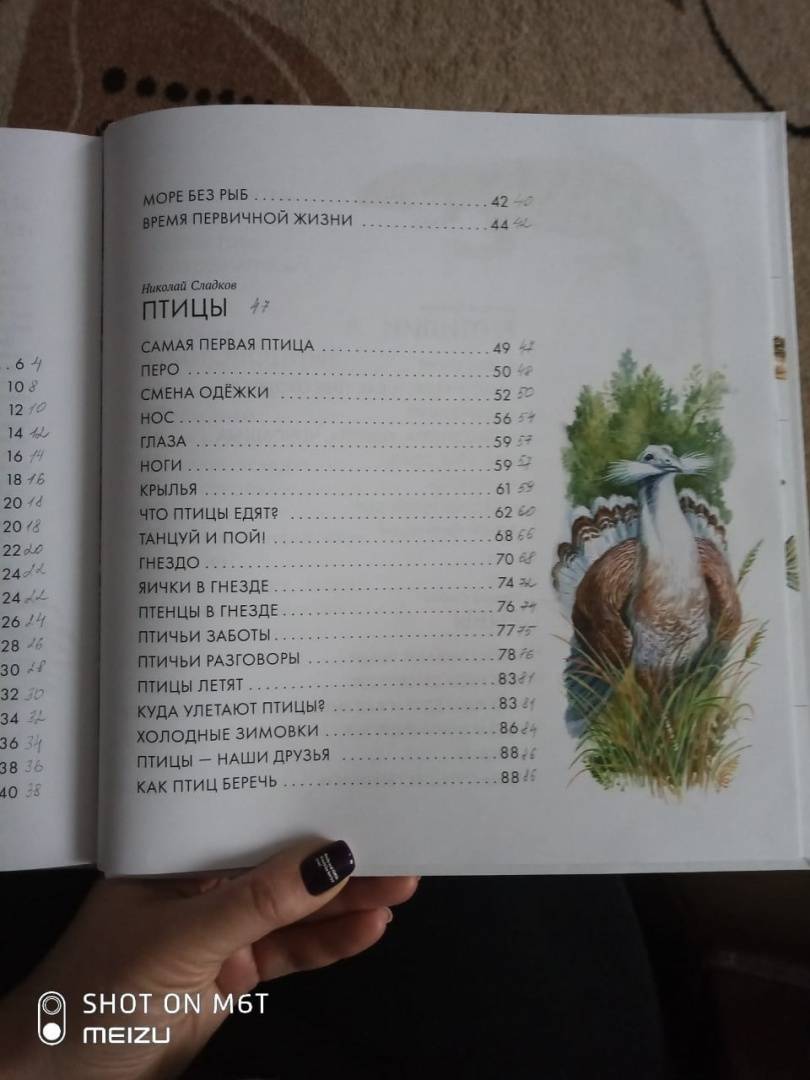 . . 6 4
10 8
12 10
14 12
16 14
18 16
20 18
20 18
22 20
24 22
24 22
26 24
28 26
30 28
32 30
34 32
36 34
38 36
40 38
МОРЕ БЕЗ РЫБ . . . . . . . . . . 42 40
ВРЕМЯ ПЕРВИЧНОЙ ЖИЗНИ . . . . . . . . . . 44 42
Николай Сладков
ПТИЦЫ 47
САМАЯ ПЕРВАЯ ПТИЦА . . . . . . . . . . 49 47
ПЕРО . . . . . . . . . . 50 48
СМЕНА ОДЁЖКИ . . . . . . . . . . 52 50
НОС . . . . . . . . . . 56 54
ГЛАЗА . . . . . . . . . . 59 57
НОГИ . . . . . . . . . . 59 57
КРЫЛЬЯ . . . . . . . . . . 61 59
ЧТО ПТИЦЫ ЕДЯТ? . . . . . . . . . . 62 60
ТАНЦУЙ И ПОЙ! . . . . . . . . . . 68 66
ГНЕЗДО . . . . . . . . . . 70 68
ЯИЧКИ В ГНЕЗДЕ . . . . . . . . . . 74 72
ПТЕНЦЫ В ГНЕЗДЕ . . . . . . . . . . 76 74
ПТИЧЬИ ЗАБОТЫ . . . . . . . . . . 77 75
ПТИЧЬИ РАЗГОВОРЫ . . . . . . . . . . 78 76
ПТИЦЫ ЛЕТЯТ . . . . . . . . . . 83 81
КУДА УЛЕТАЮТ ПТИЦЫ? . . . . . . . . . . 83 81
ХОЛОДНЫЕ ЗИМОВКИ . . . . . . . . . . 86 84
ПТИЦЫ — НАШИ ДРУЗЬЯ . . . . . . . . . . 88 86
КАК ПТИЦ БЕРЕЧЬ . . . . . . . . . . 88 86
SHOT ON M6T
MEIZU